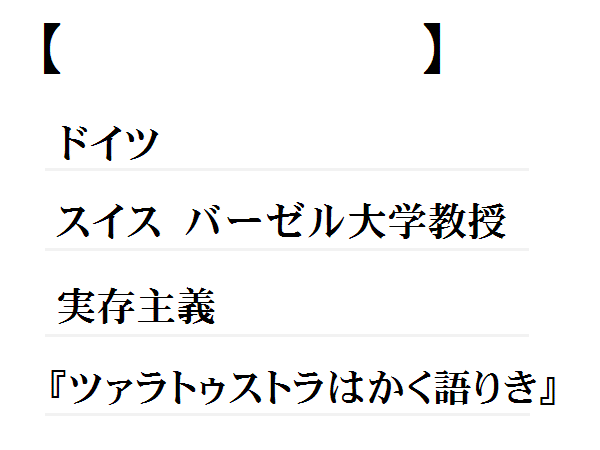 【 】
ドイツ
スイス バーゼル大学教授
実存主義
『ツァラトゥストラはかく語りき』